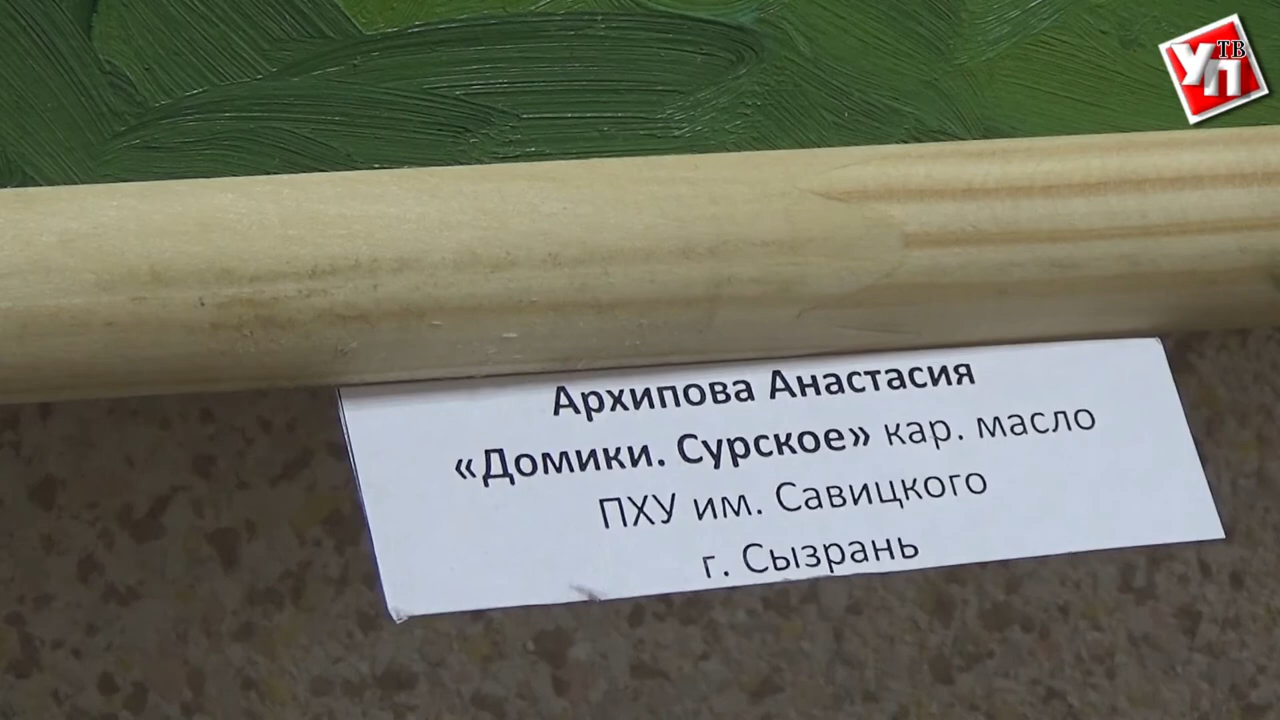 УП
ТВ
Архипова Анастасия
«Домики. Сурское» кар. масло
ПХУ им. Савицкого
г. Сызрань